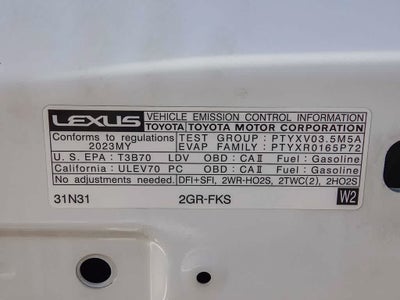 LEXUS VEHICLE EMISSION CONTROL INFORMATION
TOYOTA TOYOTA MOTOR CORPORATION
Conforms to regulations TEST GROUP : PTYXV03.5M5A
2023MY EVAP FAMILY : PTYXR0165P72
U.S. EPA : T3B70 LDV OBD : CAⅡ Fuel : Gasoline
California : ULEV70 PC OBD : CAⅡ Fuel : Gasoline
No adjustments needed. DFI+SFI, 2WR-HO2S, 2TWC(2), 2HO2S
31N31 2GR-FKS W2